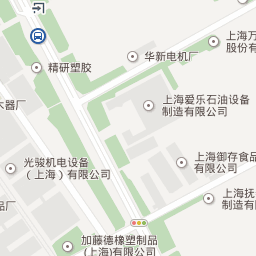 上海万
股份有
华新电机厂
精研塑胶
上海爱乐石油设备
制造有限公司
木器厂
光骏机电设备
（上海）有限公司
上海御存食品
有限公司
上海抚
制造有限
品厂
加藤德橡塑制品
(上海)有限公司